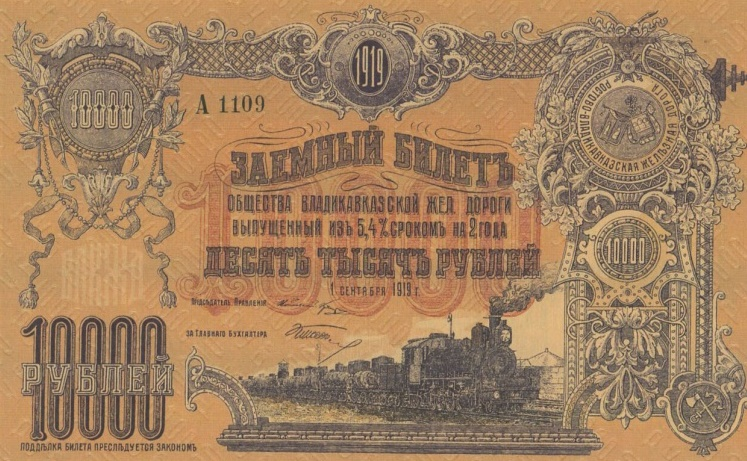 1919
10000
А 1109
РОСТОВО-ВЛАДИКАВКАЗСКАЯ ЖЕЛѢЗНАЯ ДОРОГА
ЗАЕМНЫЙ БИЛЕТЪ
ОБЩЕСТВА ВЛАДИКАВКАЗСКОЙ ЖЕЛ. ДОРОГИ
ВЫПУЩЕННЫЙ ИЗЪ 5,4% СРОКОМЪ НА 2 ГОДА
10000
ДЕСЯТЬ ТЫСЯЧЪ РУБЛЕЙ
10000
1 СЕНТЯБРЯ 1919 Г.
ПРЕДСѢДАТЕЛЬ ПРАВЛЕНІЯ
ЗА ГЛАВНАГО БУХГАЛТЕРА
10000
РУБЛЕЙ
ПОДДѢЛКА БИЛЕТА ПРЕСЛѢДУЕТСЯ ЗАКОНОМЪ